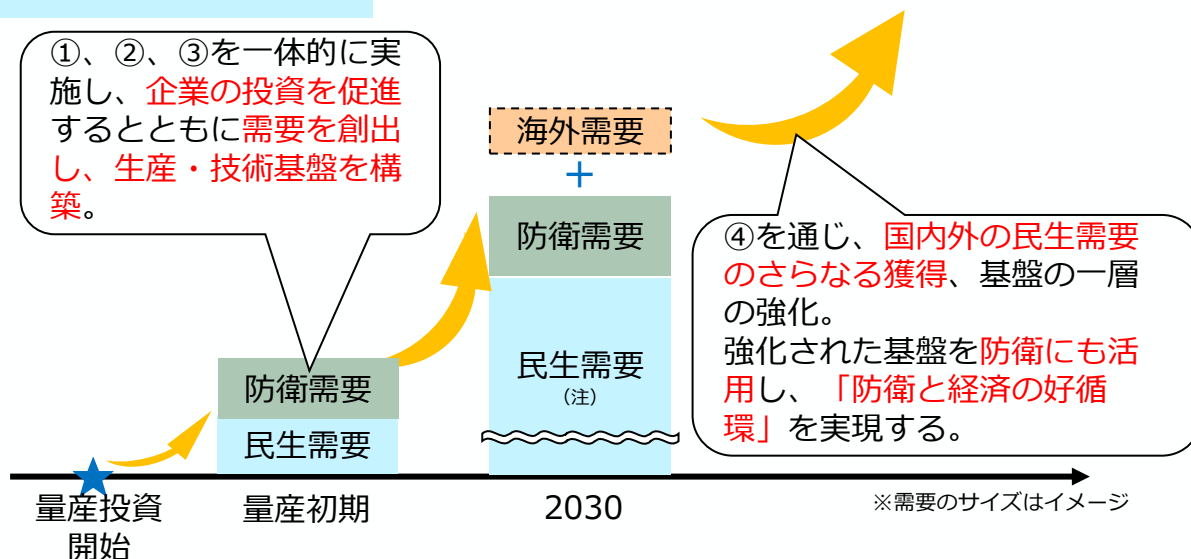 ①、②、③を一体的に実
施し、企業の投資を促進
するとともに需要を創出
し、生産・技術基盤を構
築。
海外需要
+
防衛需要
民生需要
（注）
④を通じ、国内外の民生需要
のさらなる獲得、基盤の一層
の強化。
強化された基盤を防衛にも活
用し、「防衛と経済の好循
環」を実現する。
防衛需要
民生需要
量産投資
開始
量産初期
2030
※需要のサイズはイメージ